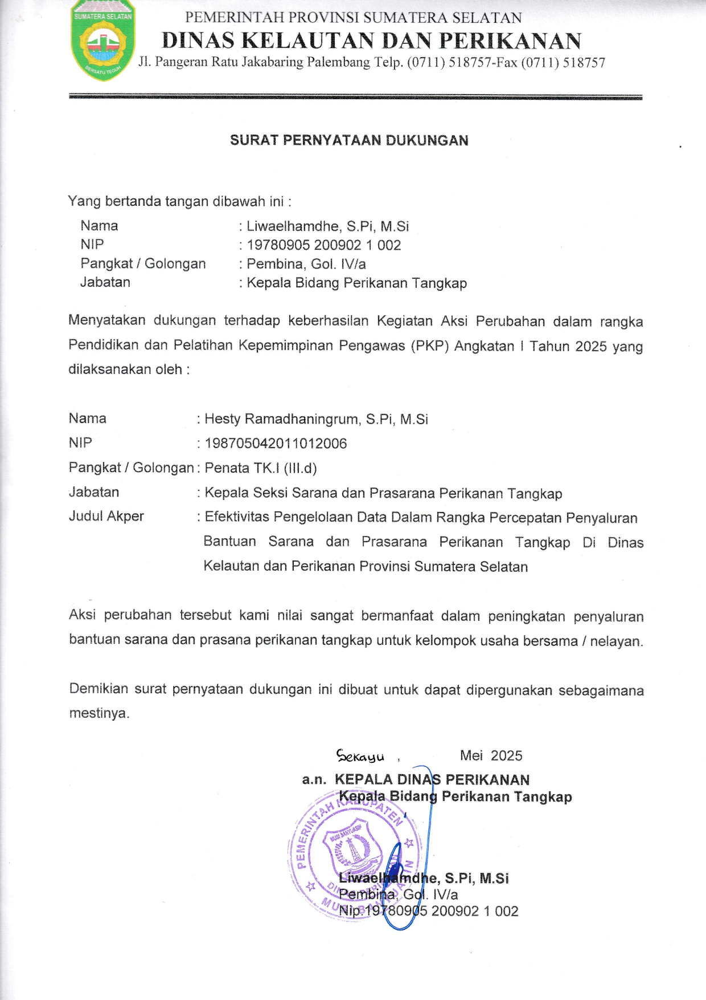 SUMATERA SELATAN
BERSATU TEGUH
PEMERINTAH PROVINSI SUMATERA SELATAN
DINAS KELAUTAN DAN PERIKANAN
Jl. Pangeran Ratu Jakabaring Palembang Telp. (0711) 518757-Fax (0711) 518757
SURAT PERNYATAAN DUKUNGAN
Yang bertanda tangan dibawah ini :
Nama : Liwaelhamdhe, S.Pi, M.Si
NIP : 19780905 200902 1 002
Pangkat / Golongan : Pembina, Gol. IV/a
Jabatan : Kepala Bidang Perikanan Tangkap
Menyatakan dukungan terhadap keberhasilan Kegiatan Aksi Perubahan dalam rangka
Pendidikan dan Pelatihan Kepemimpinan Pengawas (PKP) Angkatan I Tahun 2025 yang
dilaksanakan oleh :
Nama : Hesty Ramadhaningrum, S.Pi, M.Si
NIP : 198705042011012006
Pangkat / Golongan : Penata TK.I (III.d)
Jabatan : Kepala Seksi Sarana dan Prasarana Perikanan Tangkap
Judul Akper : Efektivitas Pengelolaan Data Dalam Rangka Percepatan Penyaluran
Bantuan Sarana dan Prasarana Perikanan Tangkap Di Dinas
Kelautan dan Perikanan Provinsi Sumatera Selatan
Aksi perubahan tersebut kami nilai sangat bermanfaat dalam peningkatan penyaluran
bantuan sarana dan prasana perikanan tangkap untuk kelompok usaha bersama / nelayan.
Demikian surat pernyataan dukungan ini dibuat untuk dapat dipergunakan sebagaimana
mestinya.
Sekayu , Mei 2025
a.n. KEPALA DINAS PERIKANAN
Kepala Bidang Perikanan Tangkap
PEMERINTAH KABUPATEN
MUSI BANYUASIN
DINAS PERIKANAN
MUSI BANYUASIN
Liwaelhamdhe, S.Pi, M.Si
Pembina, Gol. IV/a
Nip.19780905 200902 1 002